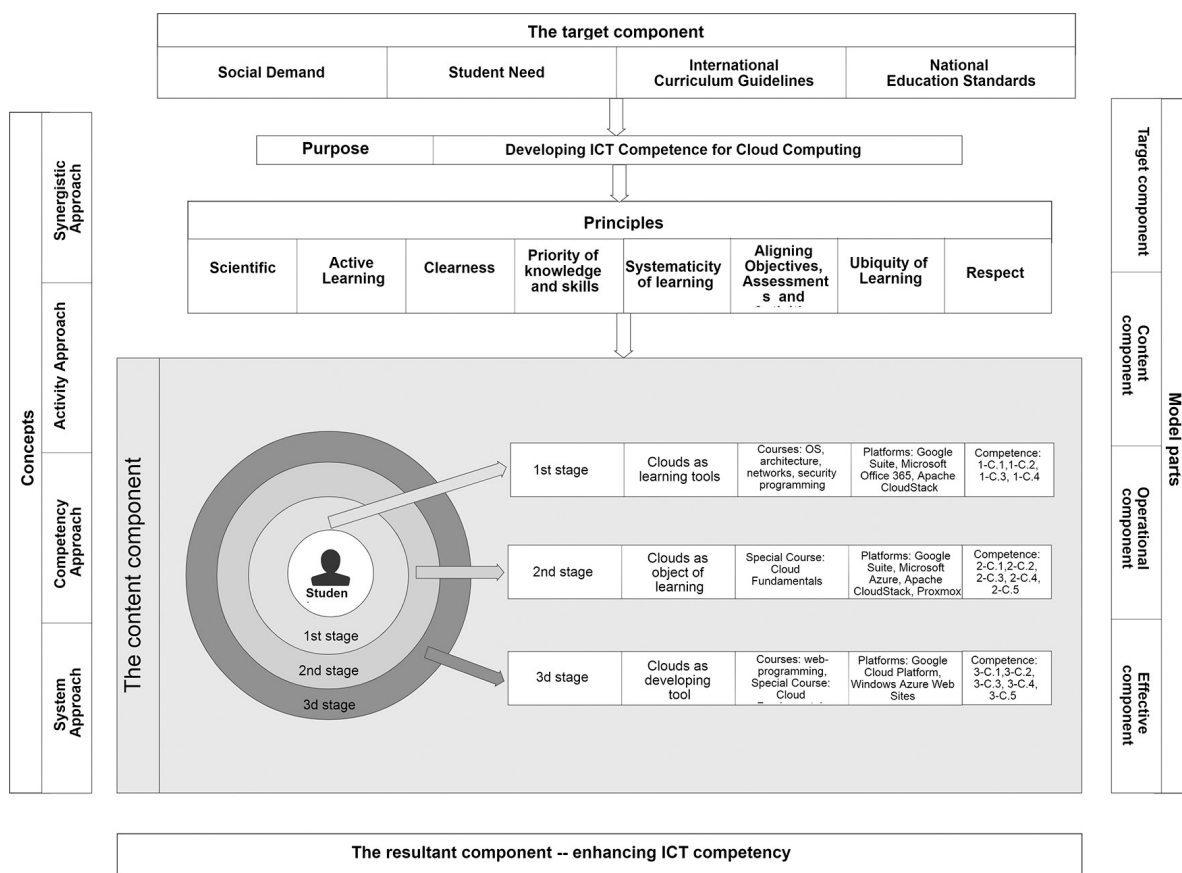 The target component
Social Demand
Student Need
International
Curriculum Guidelines
National
Education Standards
Purpose
Developing ICT Competence for Cloud Computing
Principles
Scientific
Active
Learning
Clearness
Priority of
knowledge
and skills
Systematicity
of learning
Aligning
Objectives,
Assessment
s and
Ubiquity of
Learning
Respect
Concepts
Synergistic
Approach
Activity Approach
Competency
Approach
System
Approach
The content component
Studen
1st stage
2nd stage
3d stage
1st stage
Clouds as
learning tools
Courses: OS,
architecture,
networks, security
programming
Platforms: Google
Suite, Microsoft
Office 365, Apache
CloudStack
Competence:
1-C.1,1-C.2,
1-C.3, 1-C.4
2nd stage
Clouds as
object of
learning
Special Course:
Cloud
Fundamentals
Platforms: Google
Suite, Microsoft
Azure, Apache
CloudStack, Proxmox
Competence:
2-C.1,2-C.2,
2-C.3, 2-C.4,
2-C.5
3d stage
Clouds as
developing
tool
Courses: web-
programming,
Special Course:
Cloud
Platforms: Google
Cloud Platform,
Windows Azure Web
Sites
Competence:
3-C.1,3-C.2,
3-C.3, 3-C.4,
3-C.5
Target component
Content
component
Operational
component
Effective
component
Model parts
The resultant component -- enhancing ICT competency